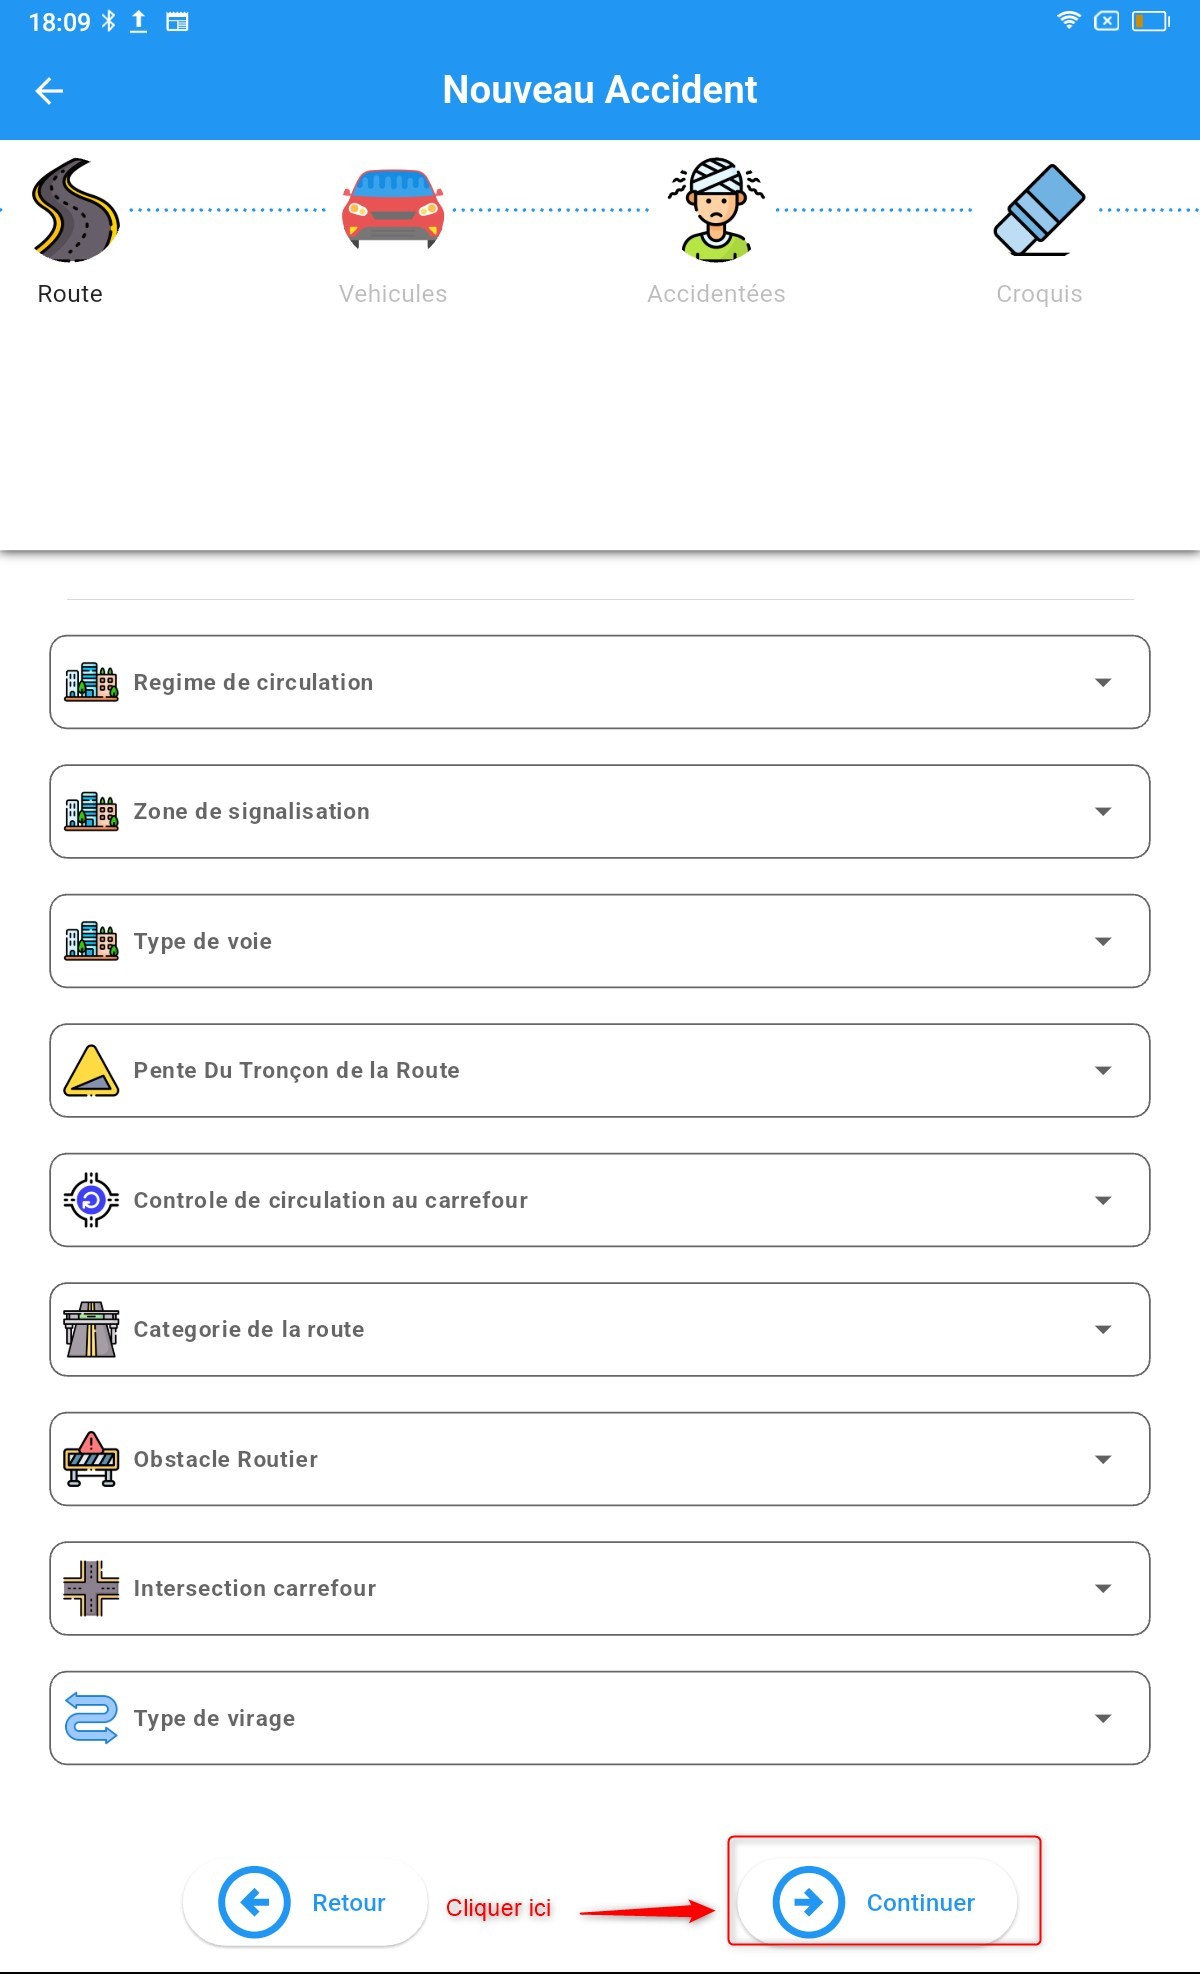 18:09
Nouveau Accident
Route
Vehicules
Accidentées
Croquis
Regime de circulation
Zone de signalisation
Type de voie
Pente Du Tronçon de la Route
Controle de circulation au carrefour
Categorie de la route
Obstacle Routier
Intersection carrefour
Type de virage
Retour
Cliquer ici
Continuer